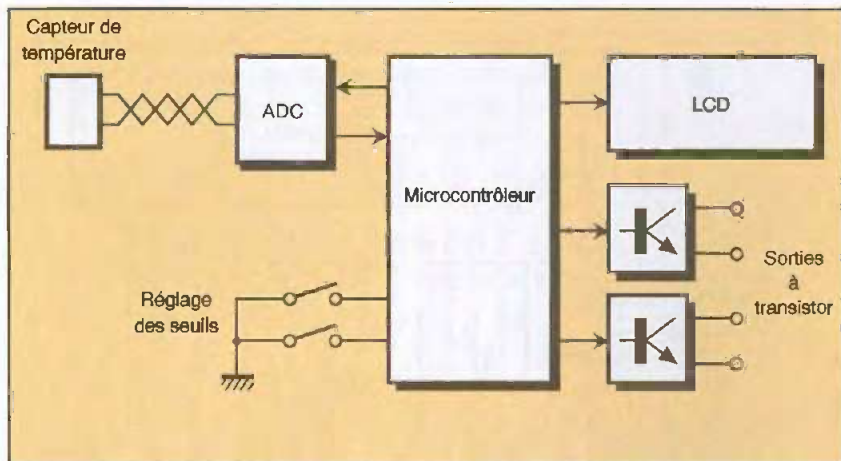 Capteur de
température
ADC
Microcontrôleur
LCD
Réglage
des seuils
Sorties
à
transistor